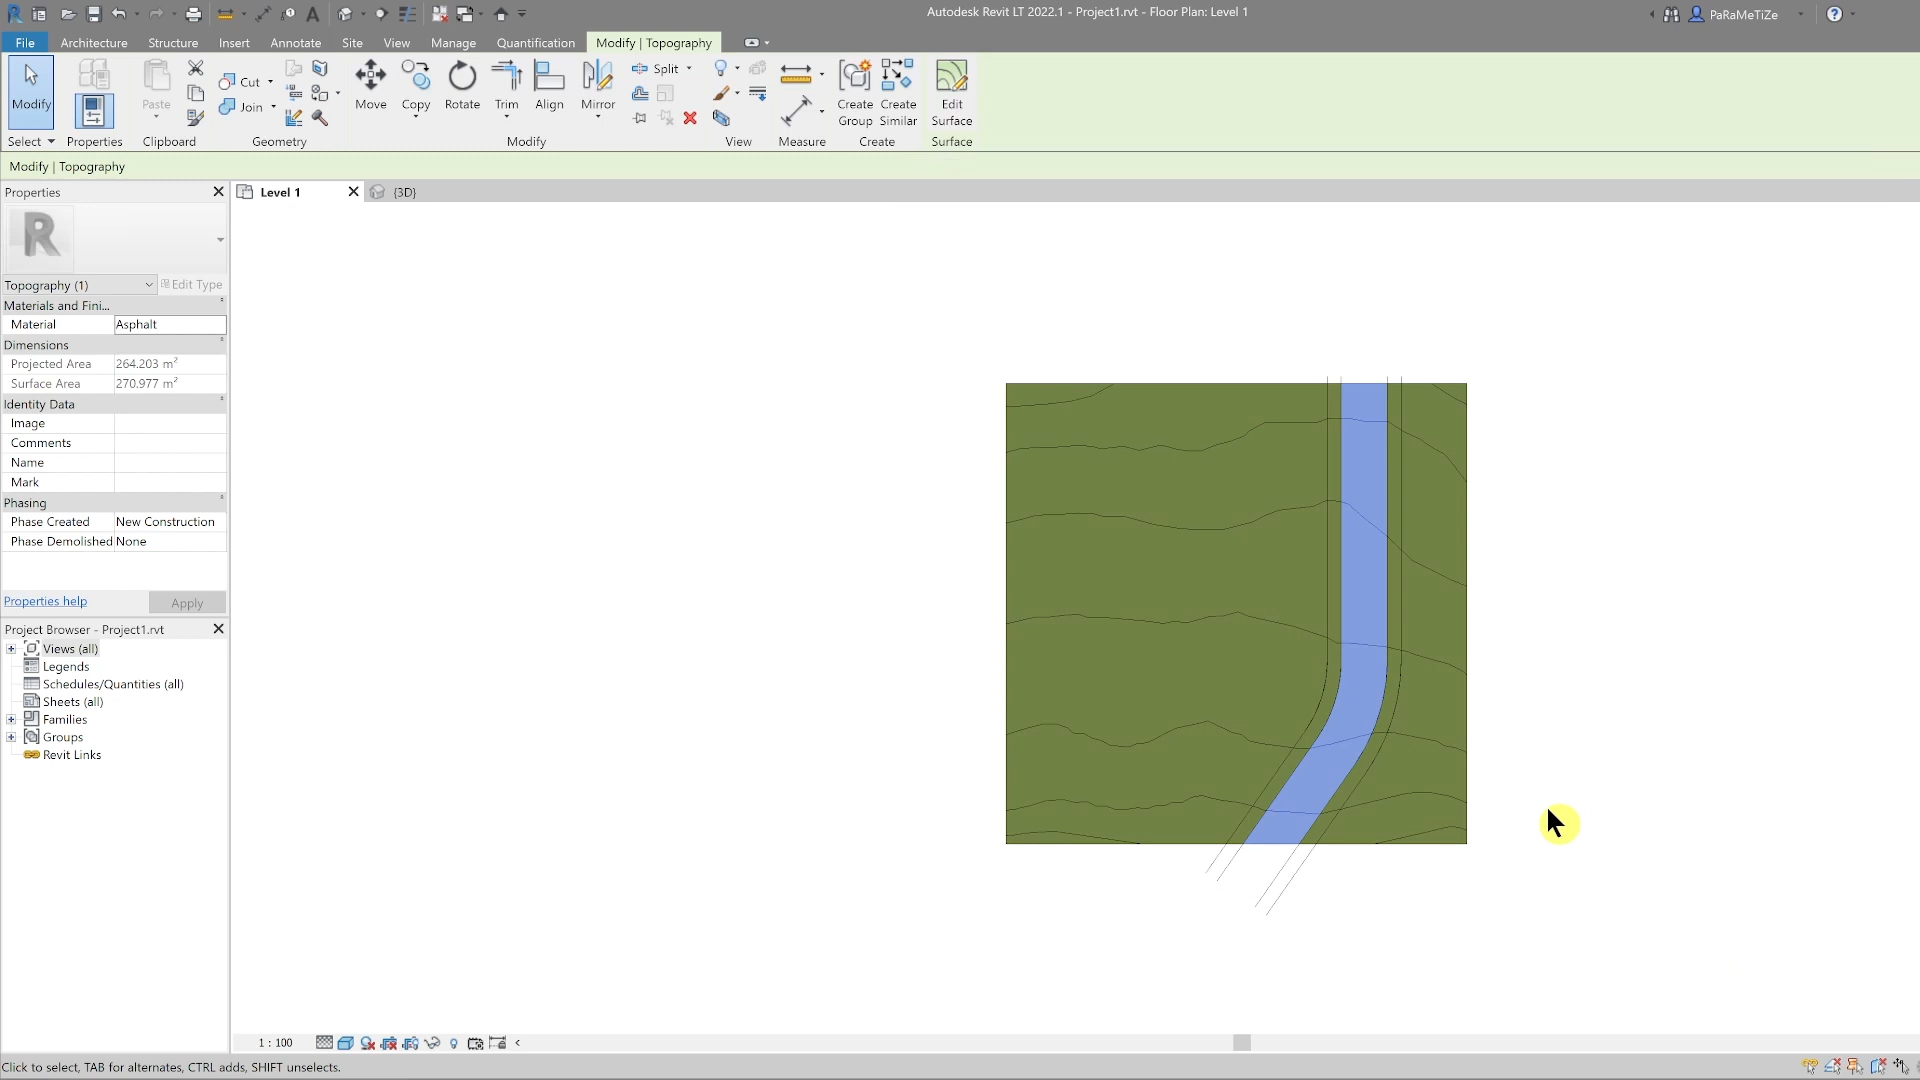 Autodesk Revit LT 2022.1 - Project1.rvt - Floor Plan: Level 1
PaRaMeTiZe
File
Architecture
Structure
Insert
Annotate
Site
View
Manage
Quantification
Modify | Topography
Modify
Paste
Cut
Join
Move
Copy
Rotate
Trim
Align
Mirror
Split
Create Group
Create Similar
Edit Surface
Select
Properties
Clipboard
Geometry
Modify
View
Measure
Create
Surface
Modify | Topography
Properties
Level 1
{3D}
R
Topography (1)
Edit Type
Materials and Fini...
Material Asphalt
Dimensions
Projected Area 264.203 m²
Surface Area 270.977 m²
Identity Data
Image
Comments
Name
Mark
Phasing
Phase Created New Construction
Phase Demolished None
Properties help
Apply
Project Browser - Project1.rvt
Views (all)
Legends
Schedules/Quantities (all)
Sheets (all)
Families
Groups
Revit Links
1 : 100
Click to select, TAB for alternates, CTRL adds, SHIFT unselects.